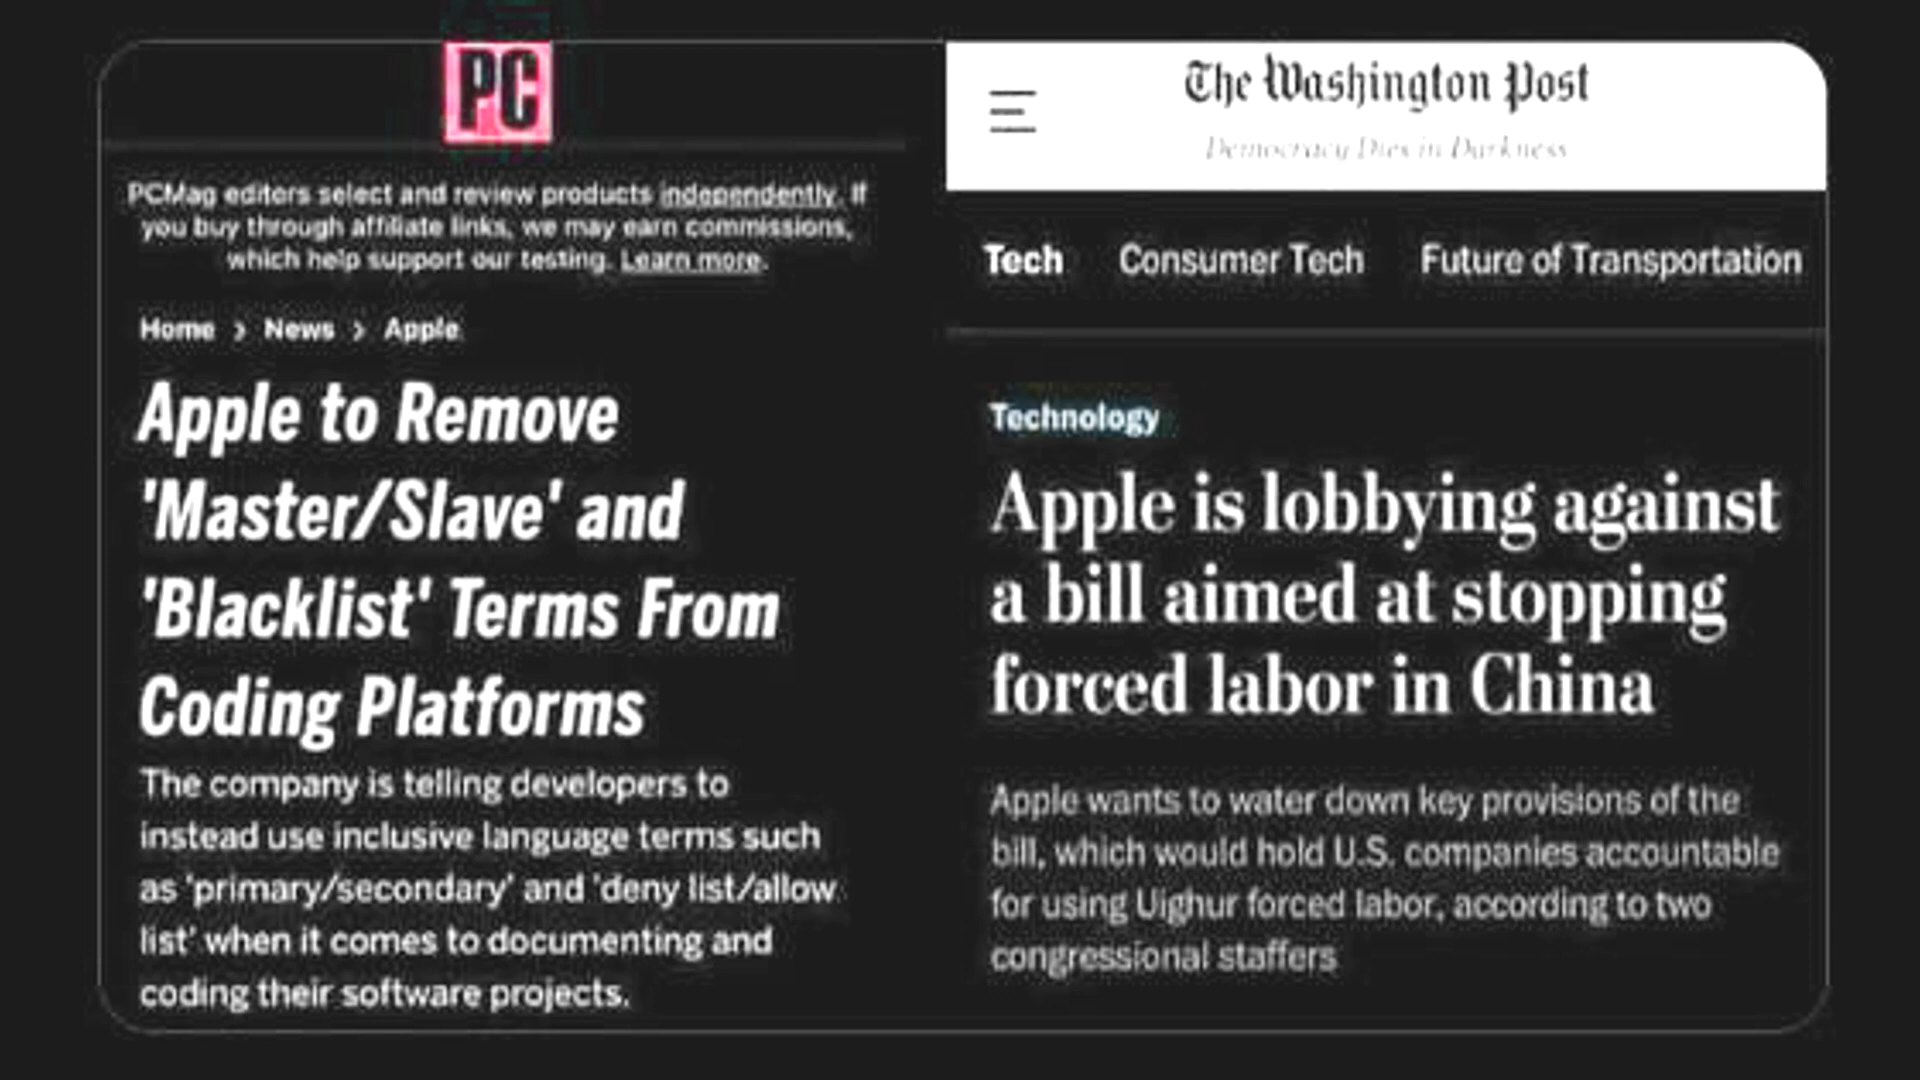 PC
PCMag editors select and review products independently. If
you buy through affiliate links, we may earn commissions,
which help support our testing. Learn more.
Home > News > Apple
Apple to Remove
'Master/Slave' and
'Blacklist' Terms From
Coding Platforms
The company is telling developers to
instead use inclusive language terms such
as 'primary/secondary' and 'deny list/allow
list' when it comes to documenting and
coding their software projects.
The Washington Post
Democracy Dies in Darkness
Tech Consumer Tech Future of Transportation
Technology
Apple is lobbying against
a bill aimed at stopping
forced labor in China
Apple wants to water down key provisions of the
bill, which would hold U.S. companies accountable
for using Uighur forced labor, according to two
congressional staffers